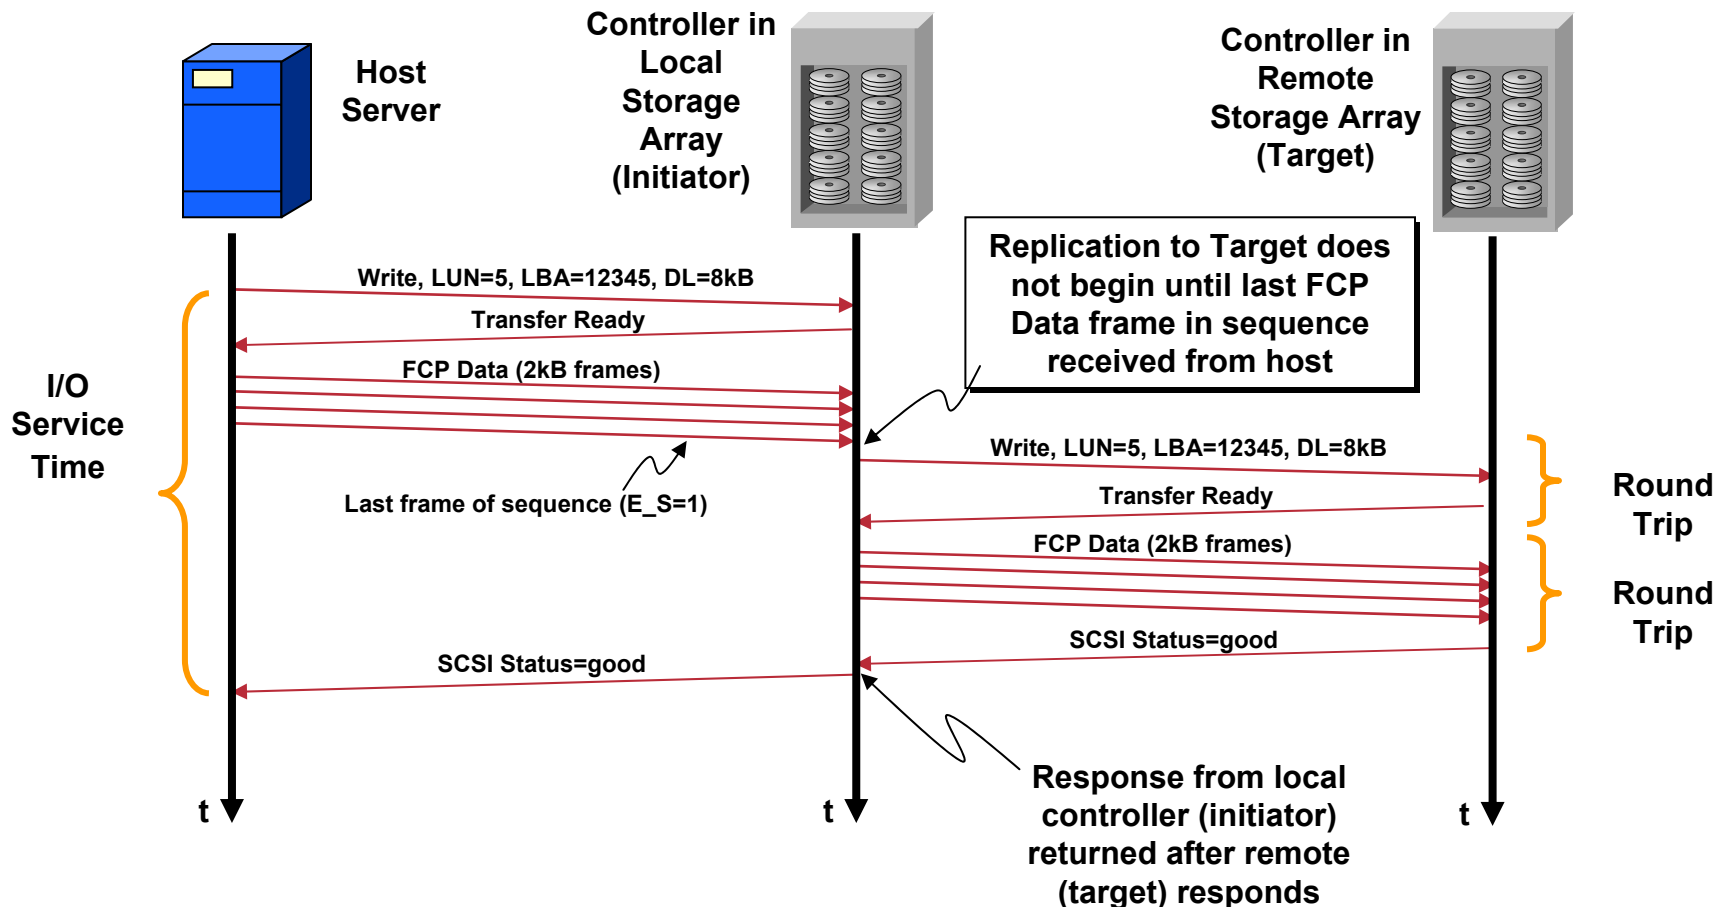 Host
Server
Controller in
Local
Storage
Array
(Initiator)
Controller in
Remote
Storage Array
(Target)
Replication to Target does
not begin until last FCP
Data frame in sequence
received from host
Write, LUN=5, LBA=12345, DL=8kB
Transfer Ready
FCP Data (2kB frames)
I/O
Service
Time
Last frame of sequence (E_S=1)
Write, LUN=5, LBA=12345, DL=8kB
Transfer Ready
FCP Data (2kB frames)
Round
Trip
Round
Trip
SCSI Status=good
SCSI Status=good
Response from local
controller (initiator)
returned after remote
(target) responds
t
t
t